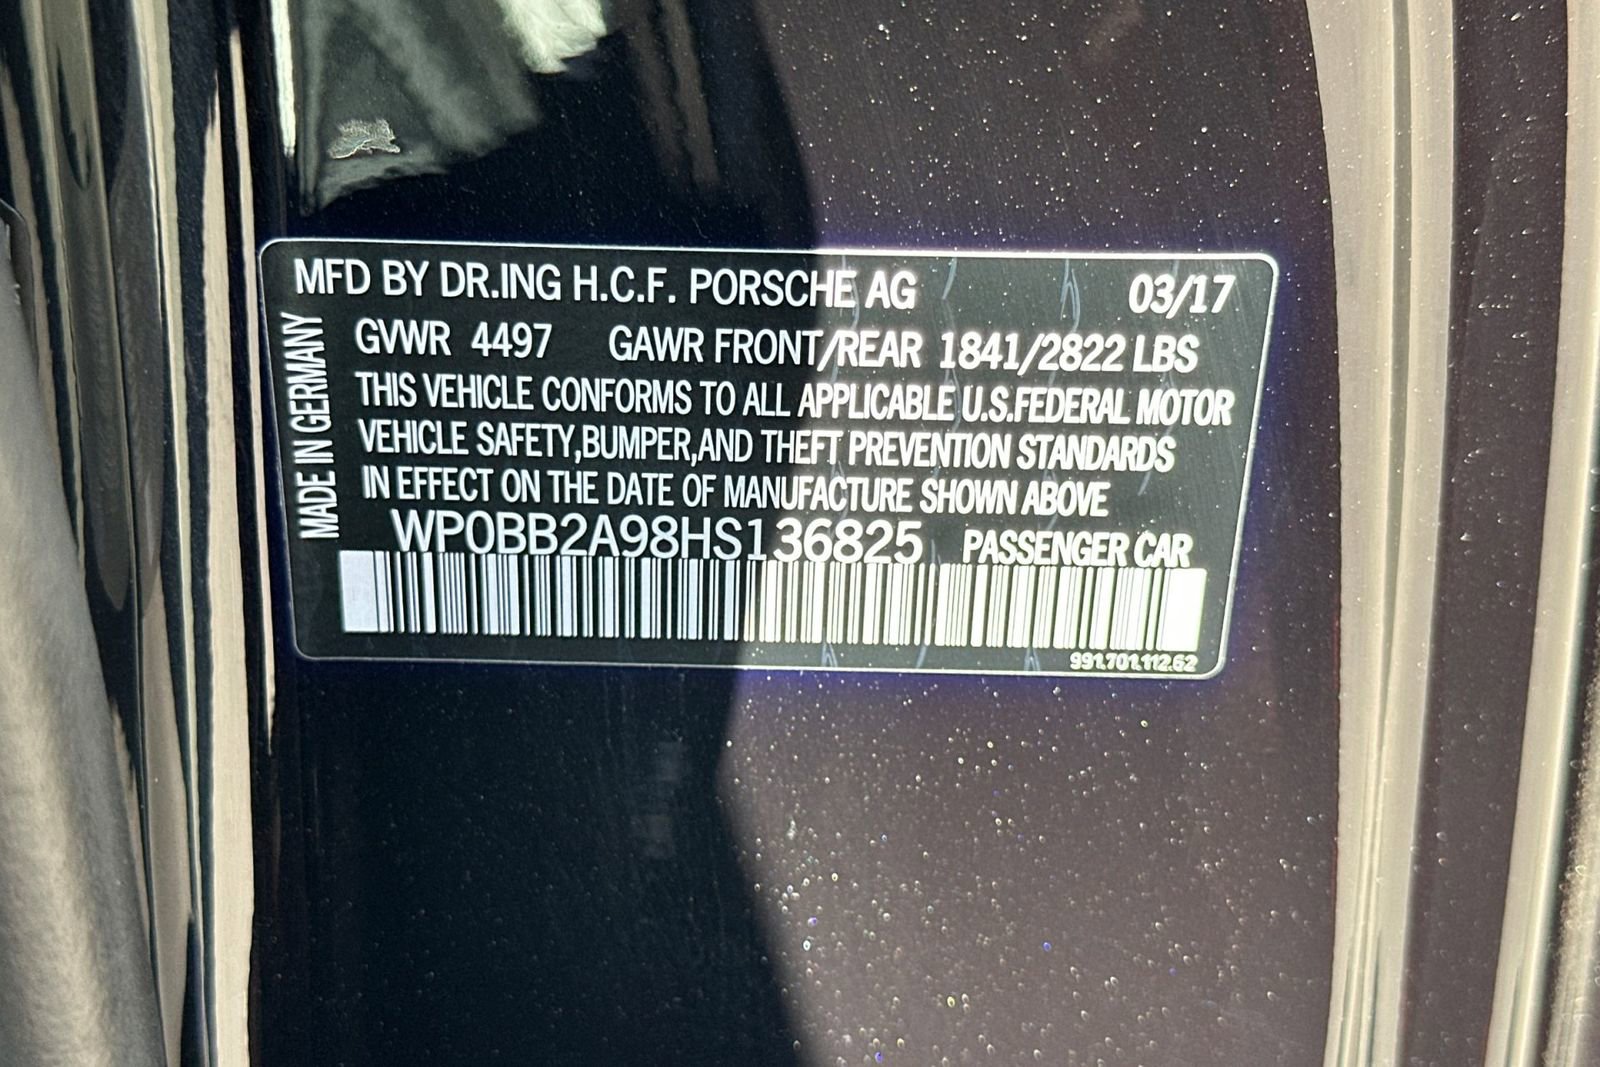 MFD BY DR.ING H.C.F. PORSCHE AG 03/17
GVWR 4497 GAWR FRONT/REAR 1841/2822 LBS
THIS VEHICLE CONFORMS TO ALL APPLICABLE U.S.FEDERAL MOTOR
VEHICLE SAFETY,BUMPER,AND THEFT PREVENTION STANDARDS
IN EFFECT ON THE DATE OF MANUFACTURE SHOWN ABOVE
WP0BB2A98HS136825 PASSENGER CAR
991.701.112.62
MADE IN GERMANY